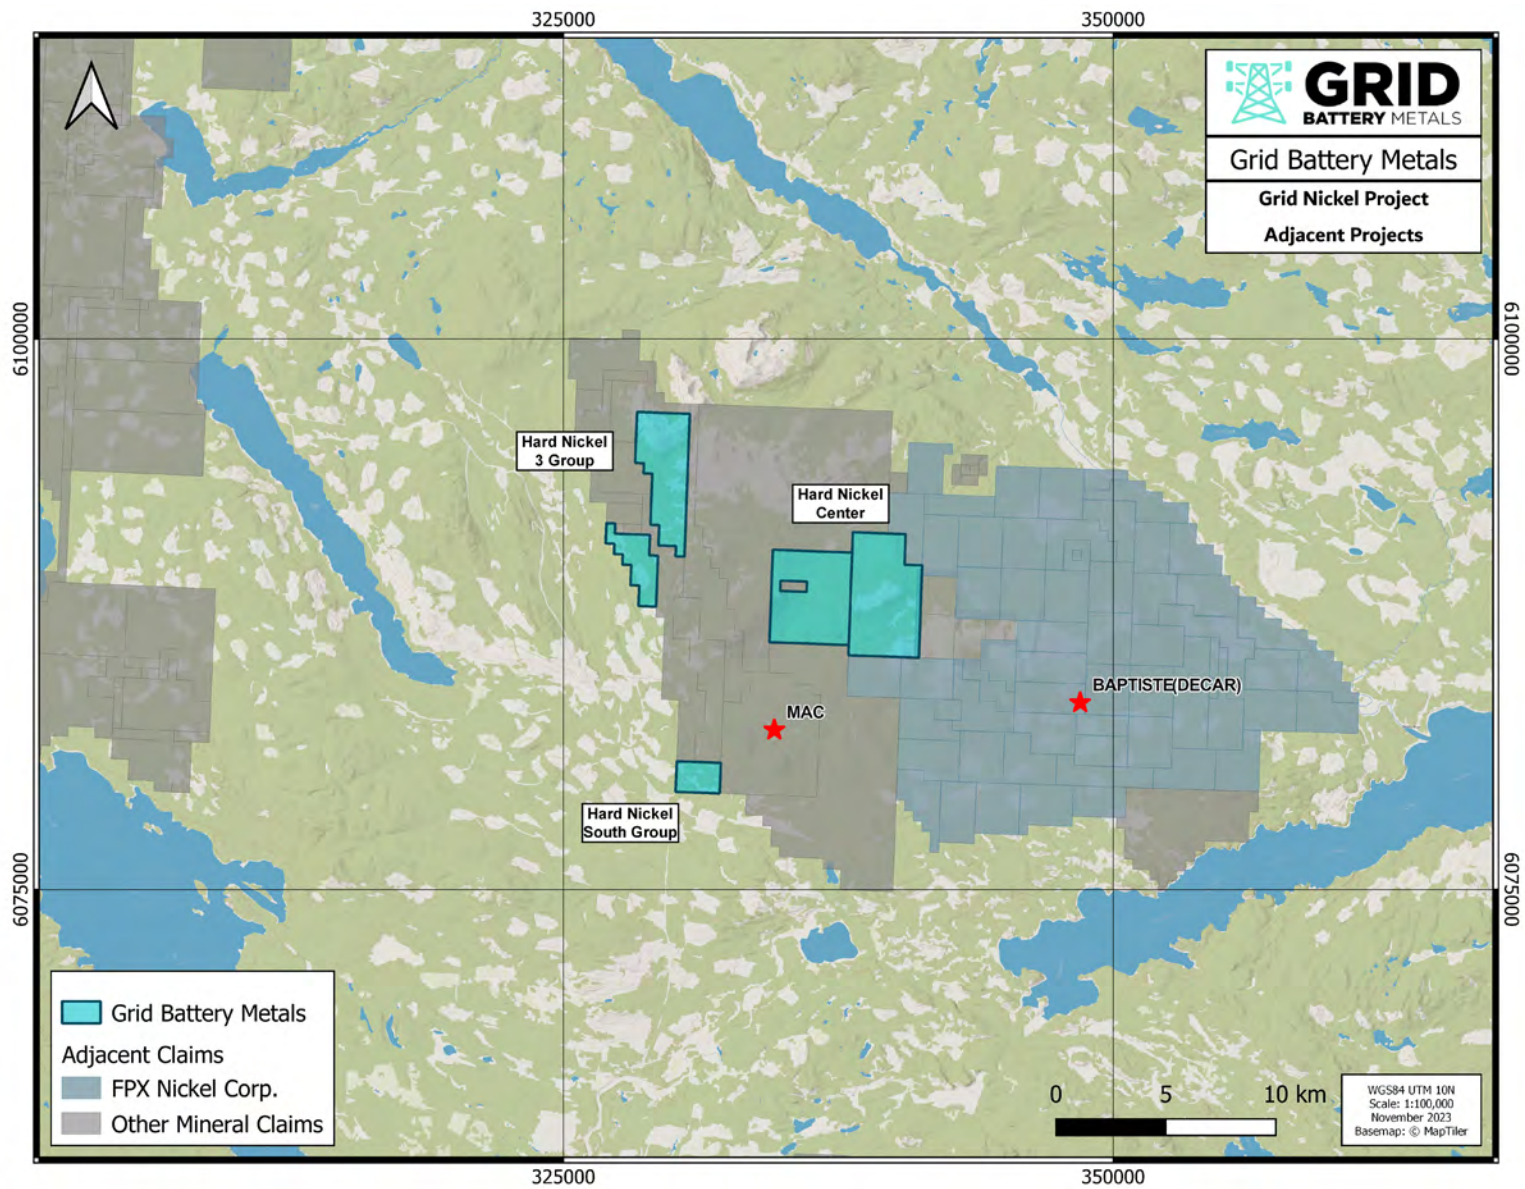 325000
350000
GRID
BATTERY METALS
Grid Battery Metals
Grid Nickel Project
Adjacent Projects
6100000
6100000
Hard Nickel
3 Group
Hard Nickel
Center
BAPTISTE(DECAR)
MAC
Hard Nickel
South Group
6075000
6075000
Grid Battery Metals
Adjacent Claims
FPX Nickel Corp.
Other Mineral Claims
0 5 10 km
WGS84 UTM 10N
Scale: 1:100,000
November 2023
Basemap: © MapTiler
325000
350000